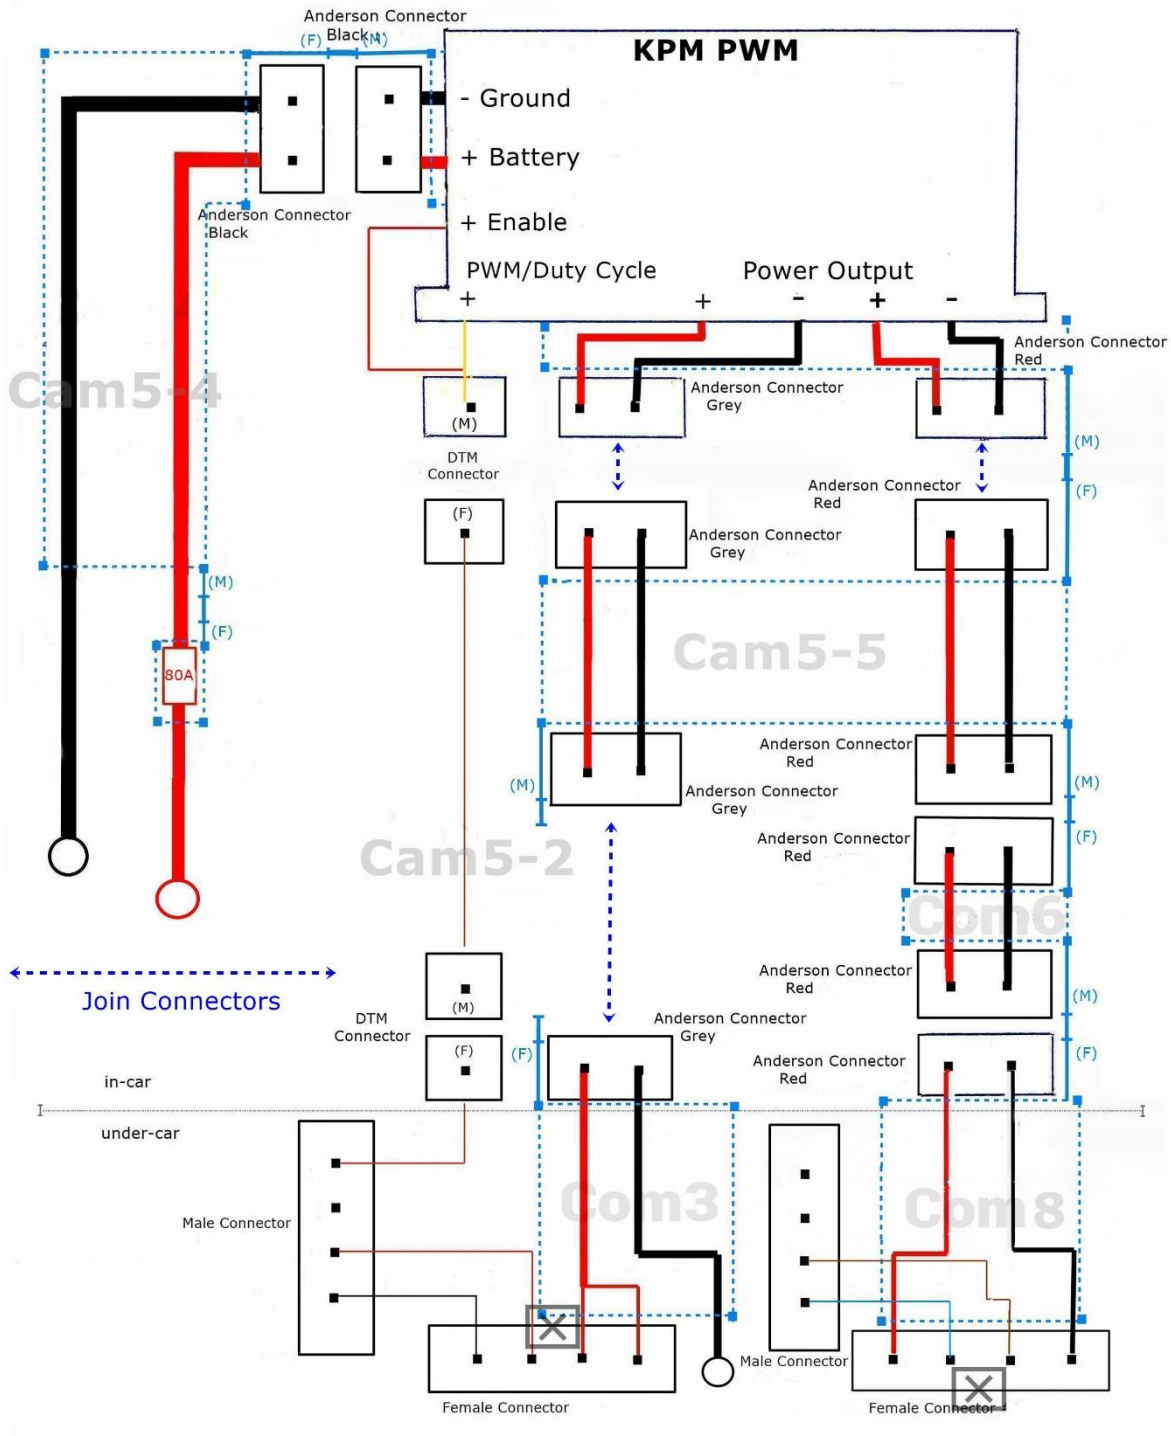 Anderson Connector
Black
(F)
(M)
KPM PWM
- Ground
+ Battery
Anderson Connector
Black
+ Enable
PWM/Duty Cycle
Power Output
+
+
-
+
-
Anderson Connector
Red
Cam5-4
Anderson Connector
Grey
(M)
(M)
DTM
Connector
(F)
Anderson Connector
Red
(F)
Anderson Connector
Grey
(M)
(F)
Cam5-5
80A
Anderson Connector
Red
(M)
(M)
Anderson Connector
Grey
Anderson Connector
Red
(F)
Cam5-2
Com6
Anderson Connector
Red
Join Connectors
(M)
(M)
DTM
Connector
Anderson Connector
Grey
(F)
(F)
Anderson Connector
Red
(F)
in-car
under-car
Com3
Com8
Male Connector
Male Connector
Female Connector
Female Connector